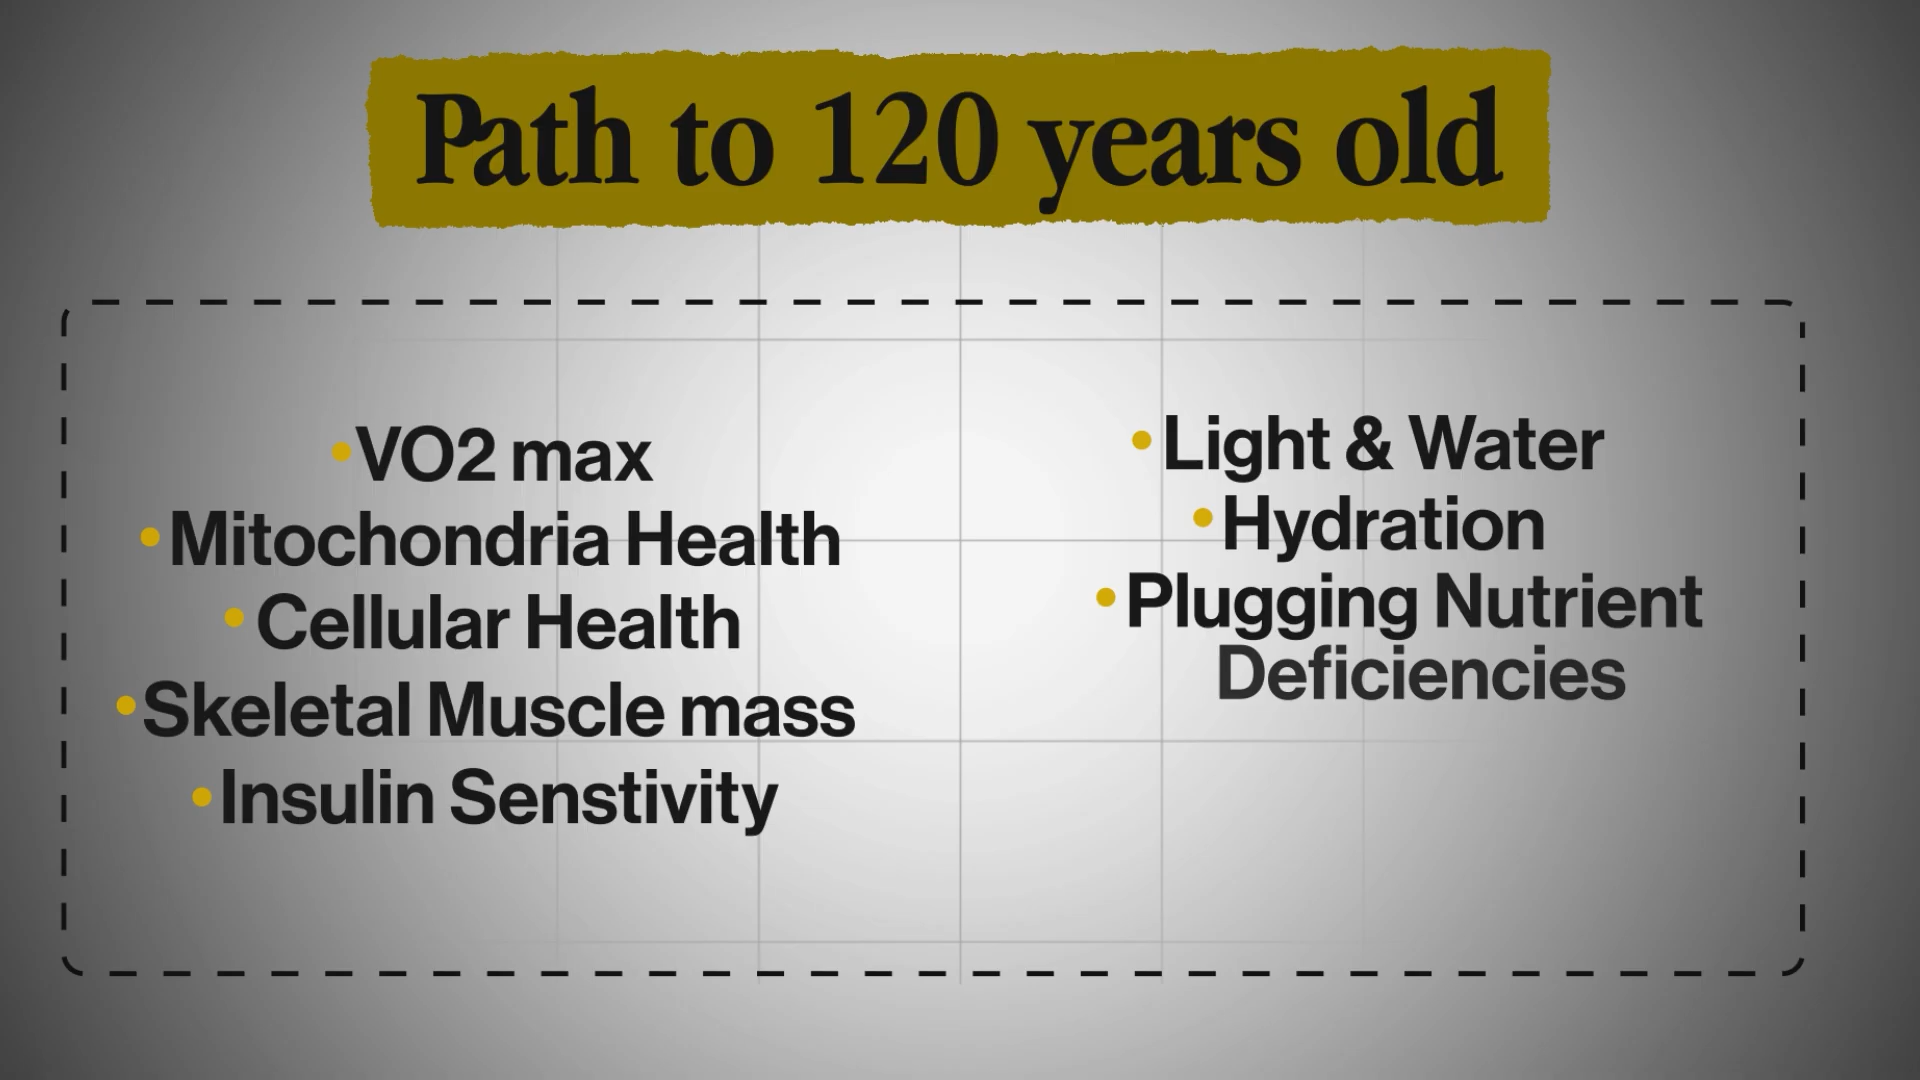 Path to 120 years old
•VO2 max
•Mitochondria Health
•Cellular Health
•Skeletal Muscle mass
•Insulin Senstivity
•Light & Water
•Hydration
•Plugging Nutrient
Deficiencies